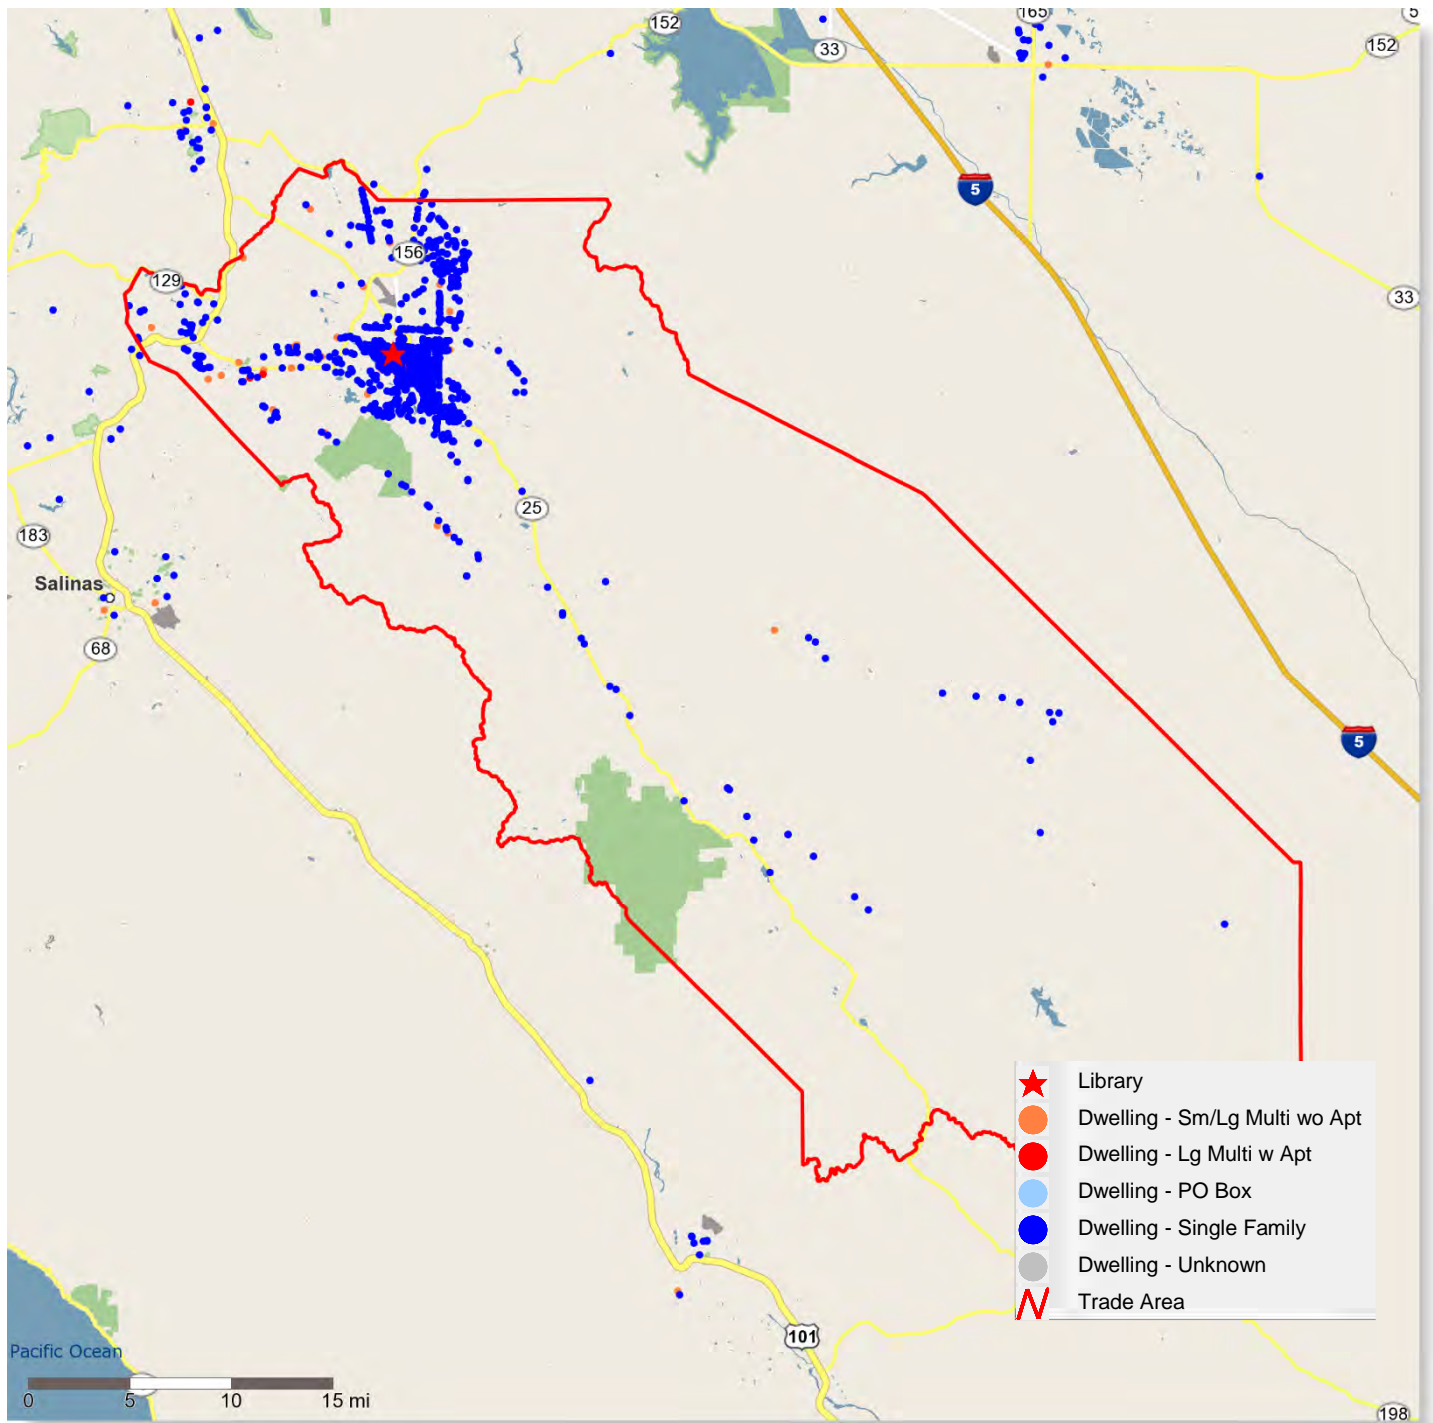 165
5
152
33
152
5
156
129
33
25
183
Salinas
68
5
Library
Dwelling - Sm/Lg Multi wo Apt
Dwelling - Lg Multi w Apt
Dwelling - PO Box
Dwelling - Single Family
Dwelling - Unknown
Trade Area
101
Pacific Ocean
0 5 10 15 mi
198